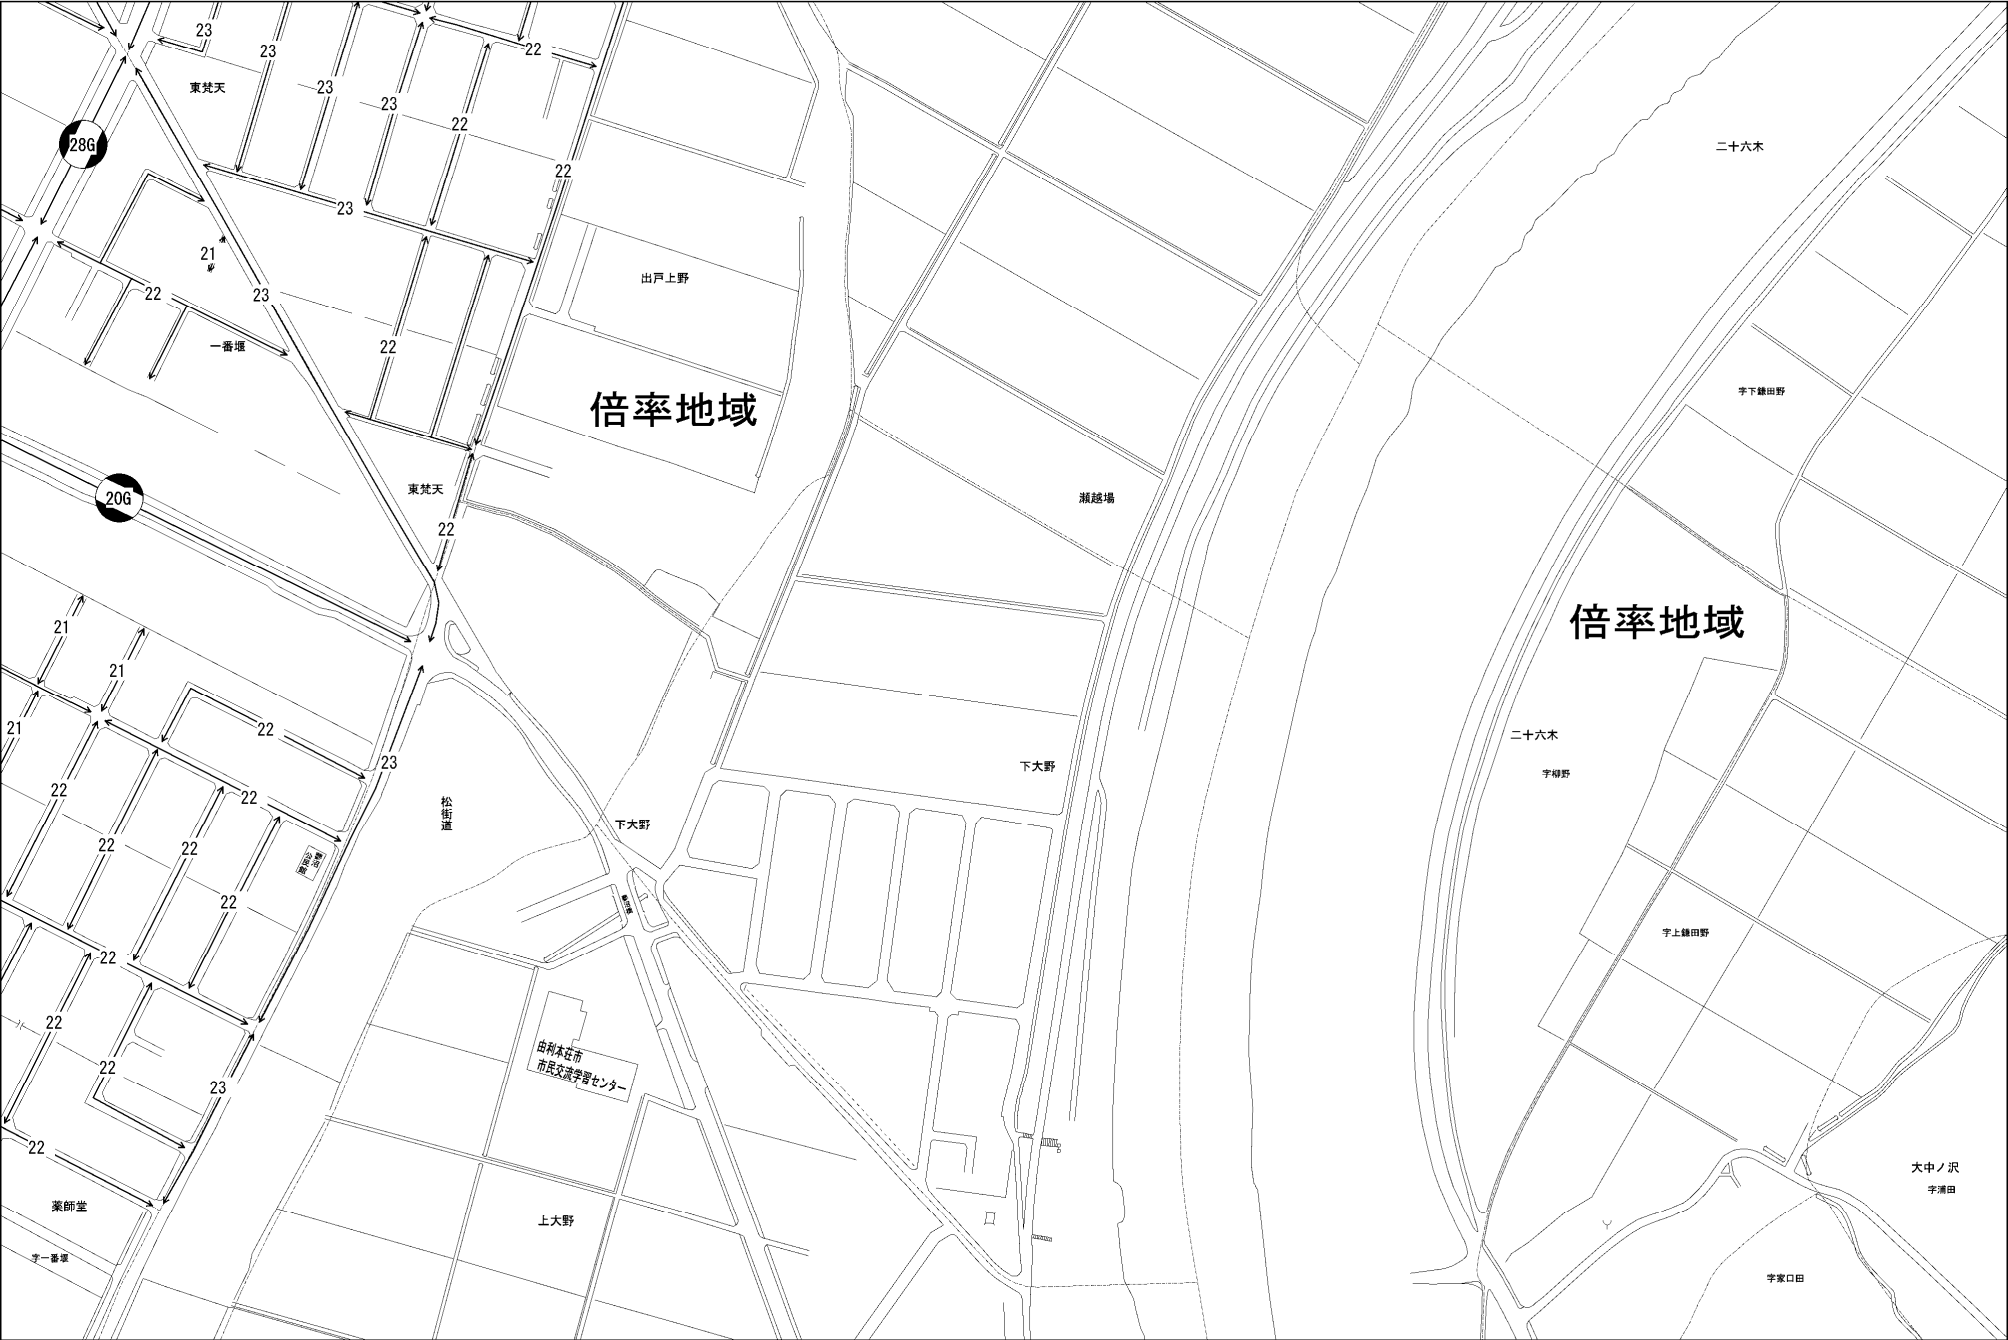 23
23
22
東梵天
23
23
22
28G
二十六木
22
23
21
出戸上野
22
23
一番堰
22
字下鎌田野
倍率地域
東梵天
20G
瀬越場
22
倍率地域
21
21
21
22
二十六木
23
下大野
字柳野
22
22
松街道
下大野
22
22
公民館
22
字上鎌田野
22
22
由利本荘市
市民交流学習センター
22
23
22
大中ノ沢
字浦田
薬師堂
上大野
字一番堰
字家口田